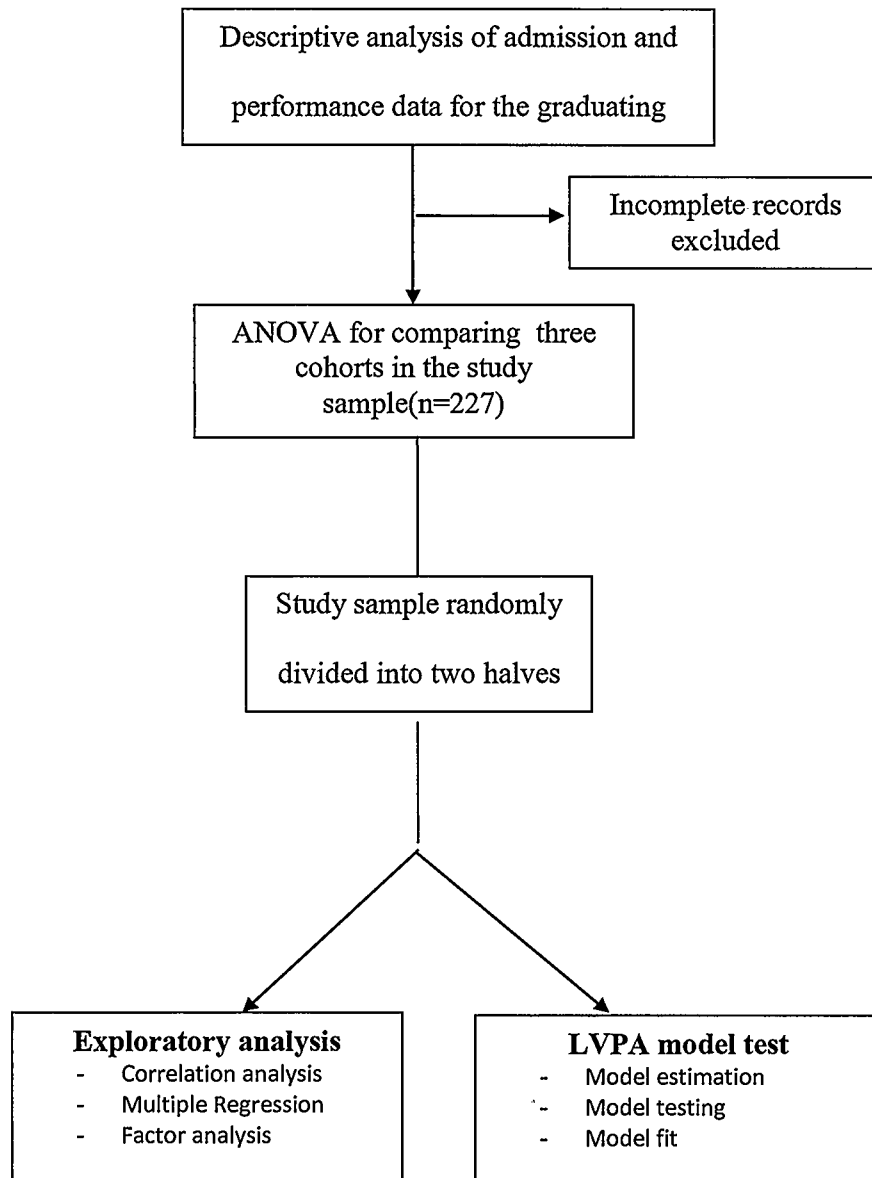 Descriptive analysis of admission and
performance data for the graduating
Incomplete records
excluded
ANOVA for comparing three
cohorts in the study
sample(n=227)
Study sample randomly
divided into two halves
Exploratory analysis
- Correlation analysis
- Multiple Regression
- Factor analysis
LVPA model test
- Model estimation
- Model testing
- Model fit